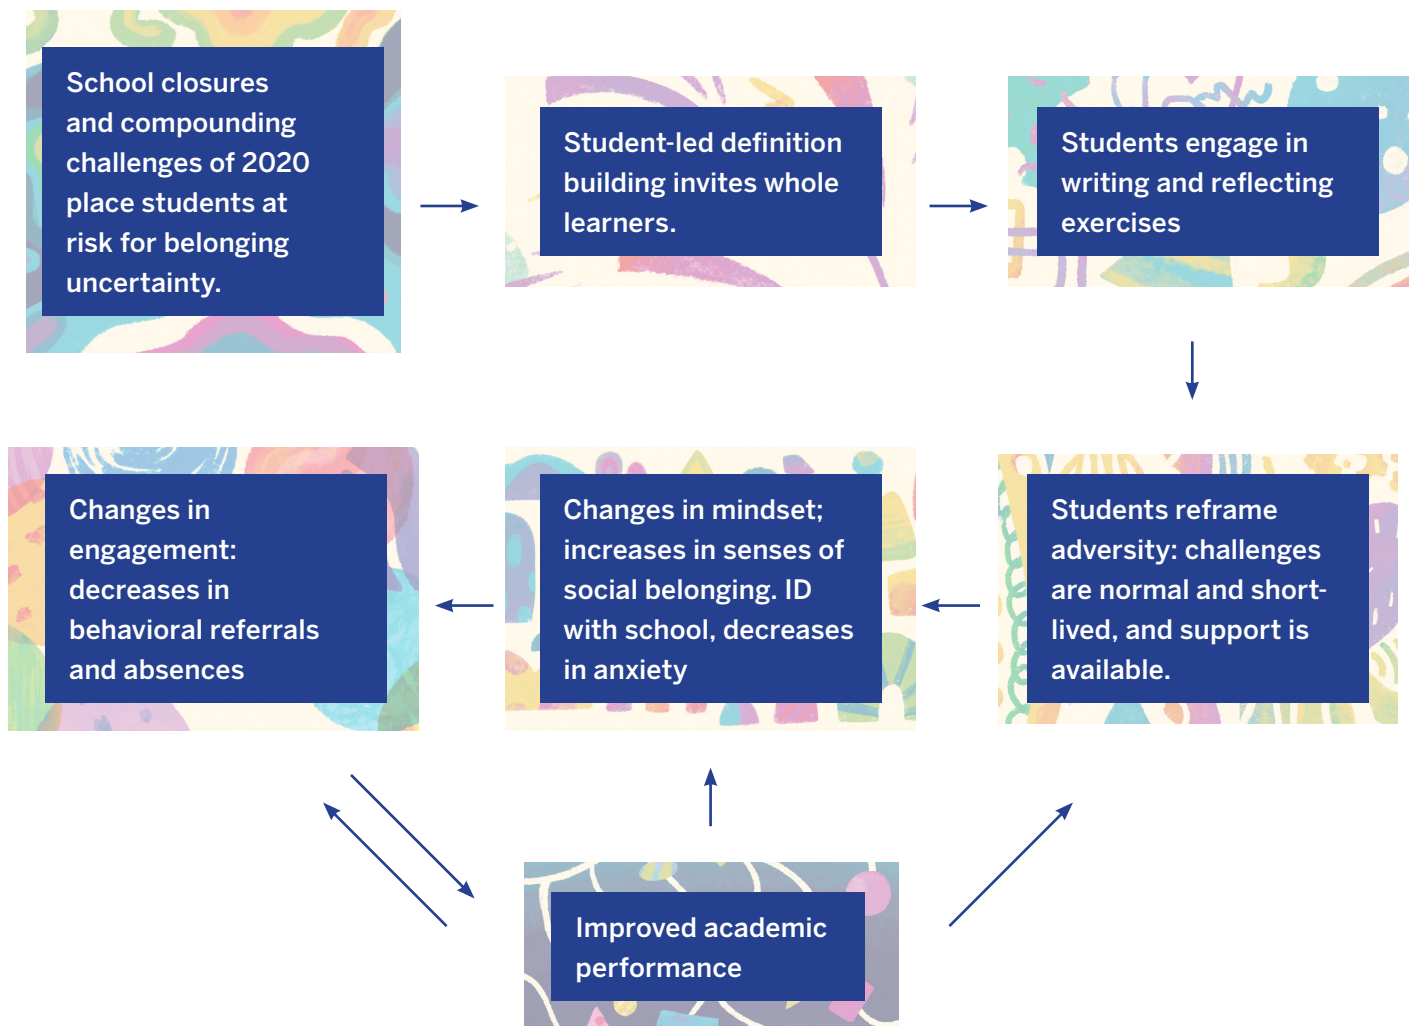 School closures
and compounding
challenges of 2020
place students at
risk for belonging
uncertainty.
Student-led definition
building invites whole
learners.
Students engage in
writing and reflecting
exercises
Students reframe
adversity: challenges
are normal and short-
lived, and support is
available.
Changes in mindset;
increases in senses of
social belonging. ID
with school, decreases
in anxiety
Changes in
engagement:
decreases in
behavioral referrals
and absences
Improved academic
performance